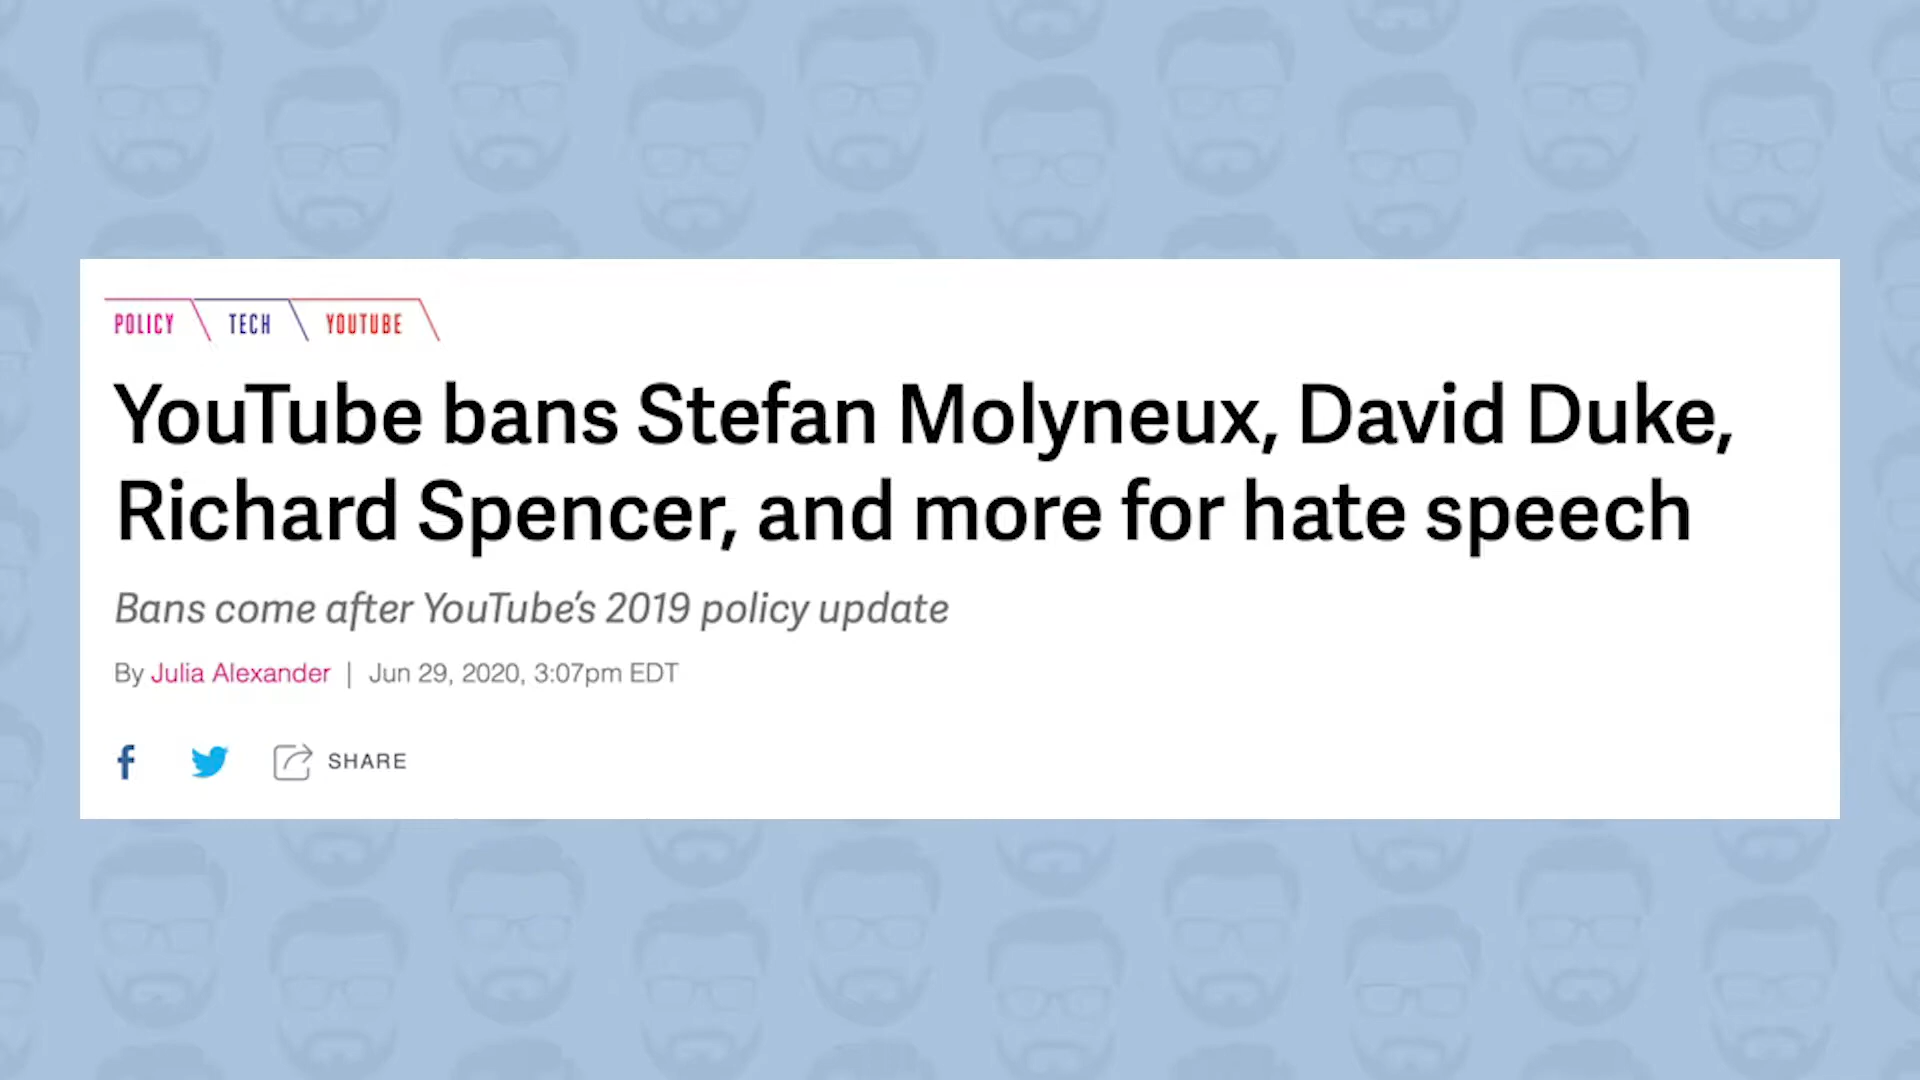 POLICY TECH YOUTUBE
YouTube bans Stefan Molyneux, David Duke,
Richard Spencer, and more for hate speech
Bans come after YouTube's 2019 policy update
By Julia Alexander | Jun 29, 2020, 3:07pm EDT
f SHARE